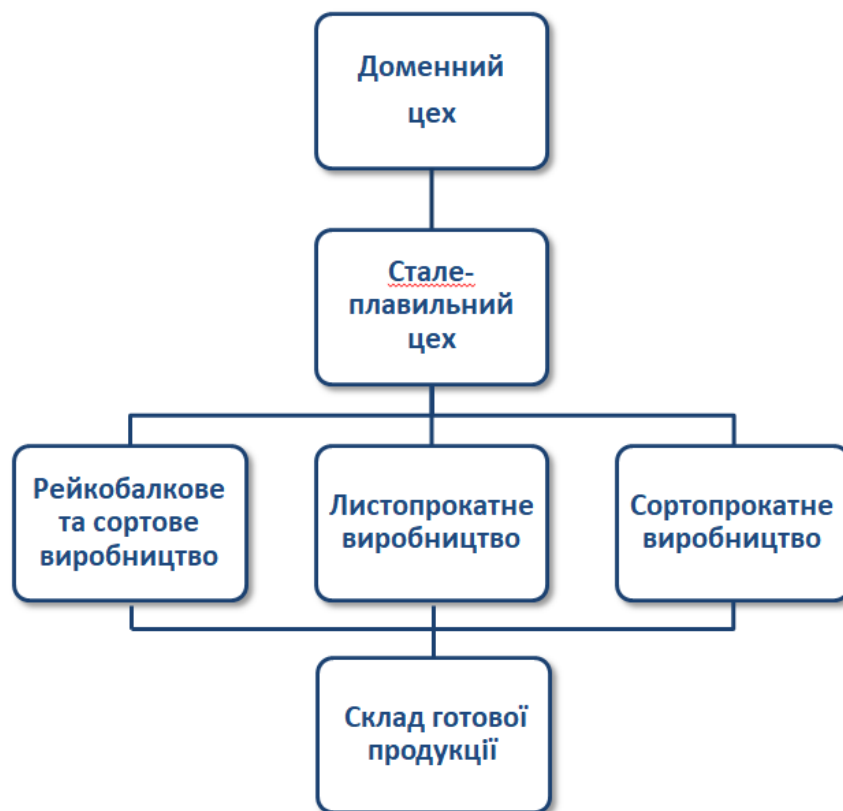 Доменний
цех
Стале-
плавильний
цех
Рейкобалкове
та сортове
виробництво
Листопрокатне
виробництво
Сортопрокатне
виробництво
Склад готової
продукції